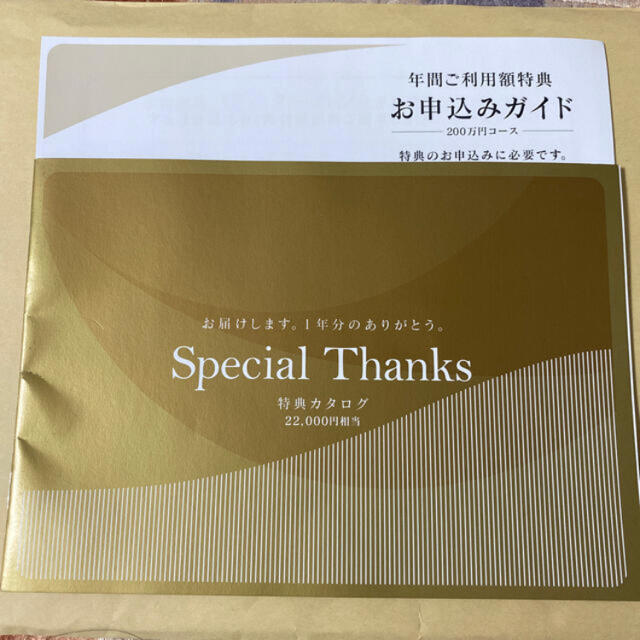 年間ご利用額特典
お申込みガイド
200万円コース
特典のお申込みに必要です。
お届けします。1年分のありがとう。
Special Thanks
特典カタログ
22,000円相当